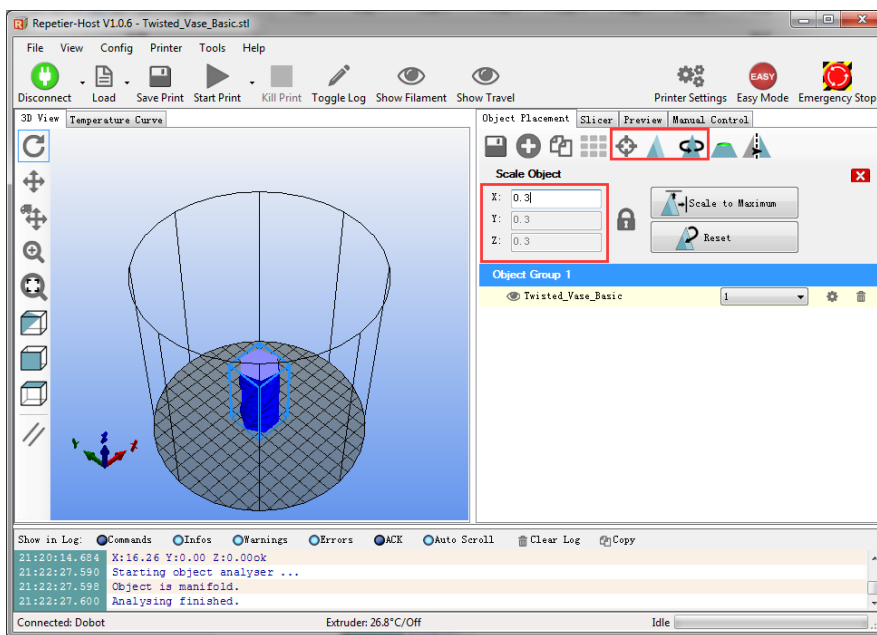 Repetier-Host V1.0.6 - Twisted_Vase_Basic.stl
File View Config Printer Tools Help
Disconnect Load Save Print Start Print Kill Print Toggle Log Show Filament Show Travel Printer Settings Easy Mode Emergency Stop
EASY
3D View Temperature Curve
Object Placement Slicer Preview Manual Control
Scale Object
X: 0.3
Scale to Maximum
Y: 0.3
Z: 0.3
Reset
Object Group 1
Twisted_Vase_Basic 1
Y Z X
Show in Log: Commands Infos Warnings Errors ACK Auto Scroll Clear Log Copy
21:20:14.684 X:16.26 Y:0.00 Z:0.00ok
21:22:27.590 Starting object analyser ...
21:22:27.598 Object is manifold.
21:22:27.600 Analysing finished.
Connected: Dobot Extruder: 26.8°C/Off Idle